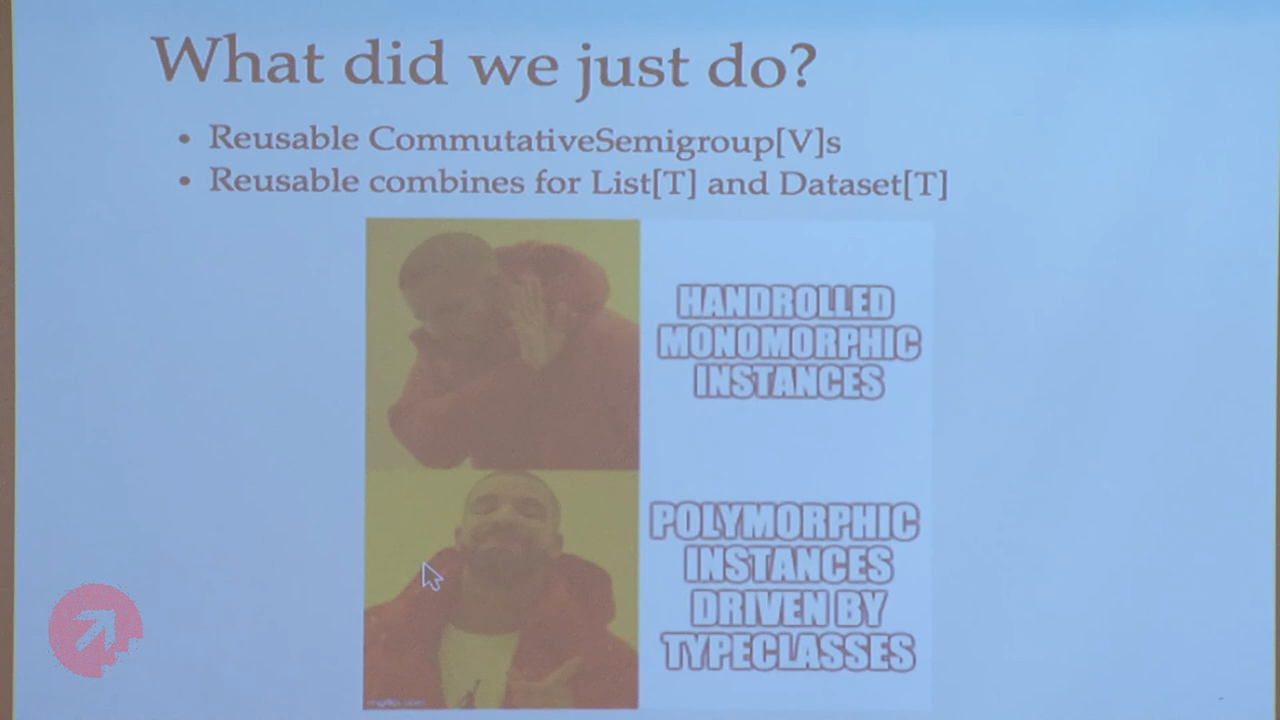 What did we just do?
• Reusable CommutativeSemigroup[V]s
• Reusable combines for List[T] and Dataset[T]
HANDROLLED
MONOMORPHIC
INSTANCES
POLYMORPHIC
INSTANCES
DRIVEN BY
TYPECLASSES